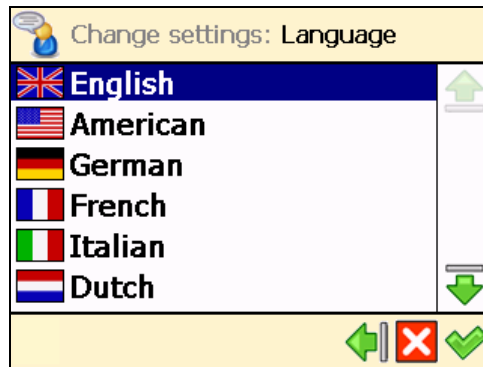 Change settings: Language
English
American
German
French
Italian
Dutch